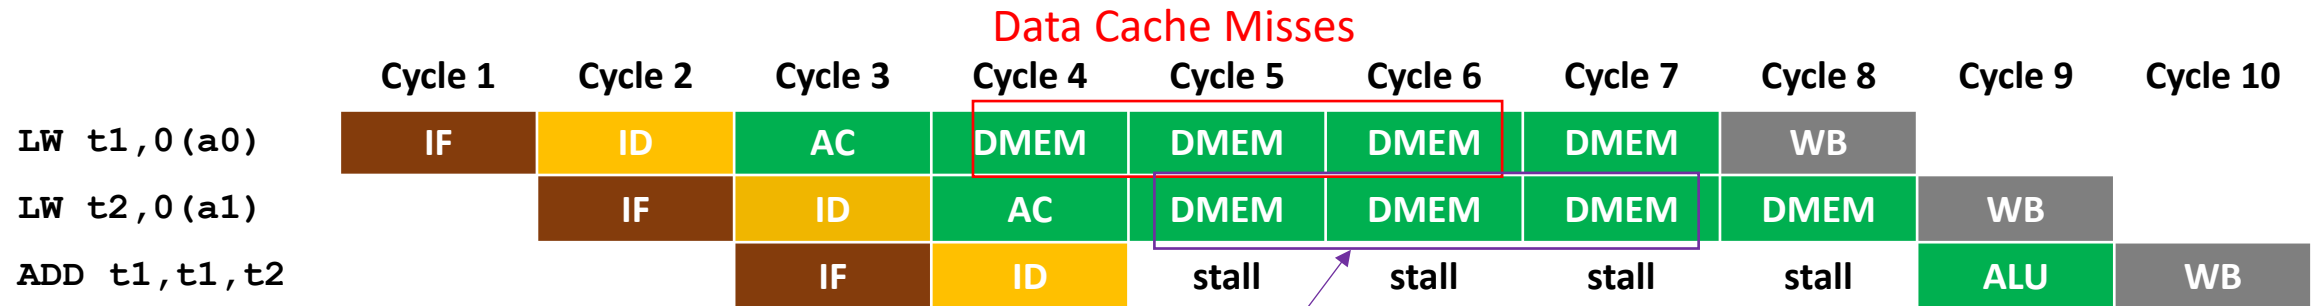 Data Cache Misses
Cycle 1 Cycle 2 Cycle 3 Cycle 4 Cycle 5 Cycle 6 Cycle 7 Cycle 8 Cycle 9 Cycle 10
LW t1,0(a0) IF ID AC DMEM DMEM DMEM DMEM WB
LW t2,0(a1) IF ID AC DMEM DMEM DMEM DMEM WB
ADD t1,t1,t2 IF ID stall stall stall stall ALU WB